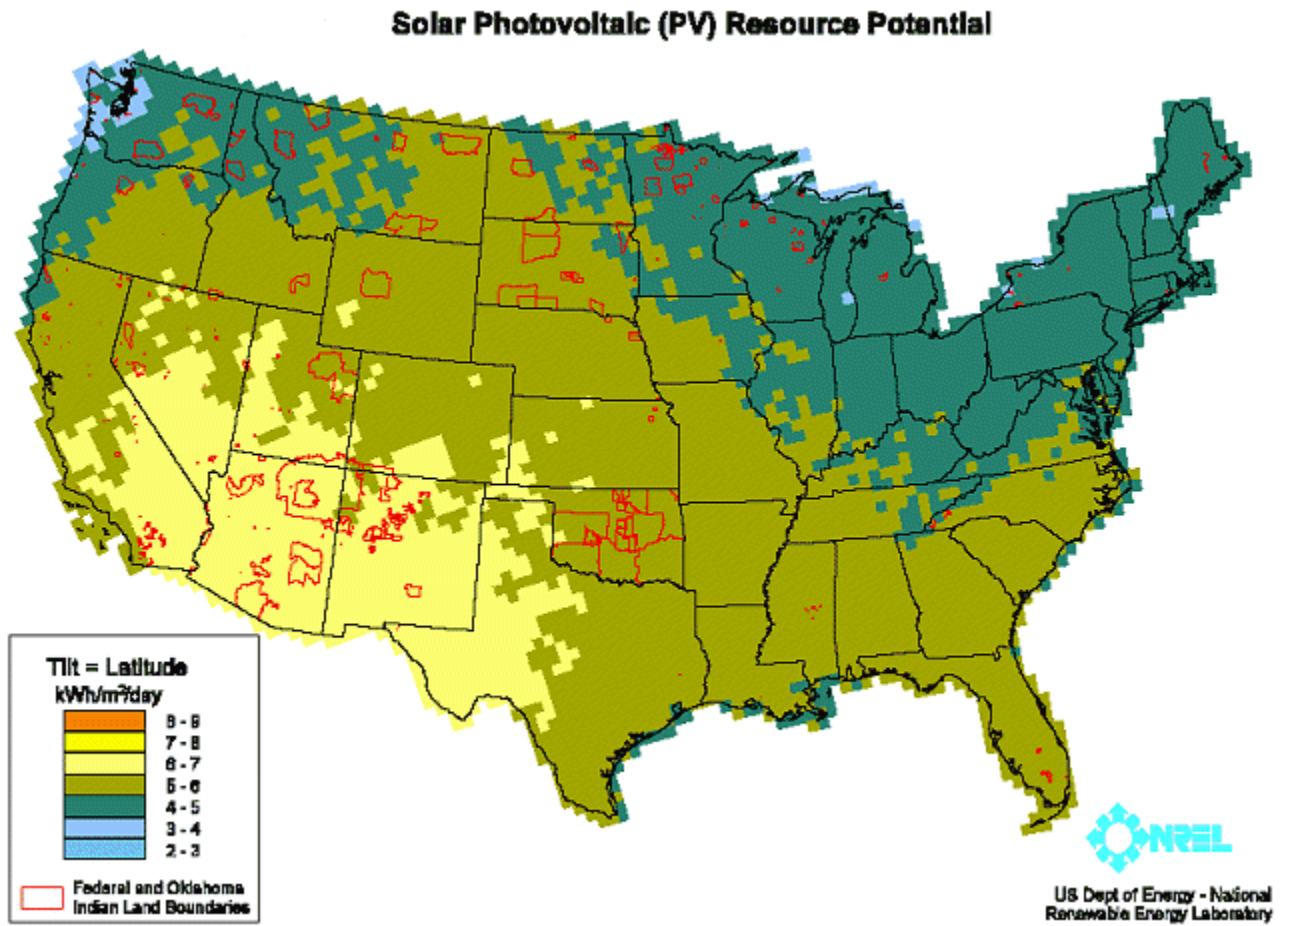 Solar Photovoltaic (PV) Resource Potential
Tilt = Latitude
kWh/m²/day
8 - 9
7 - 8
6 - 7
5 - 6
4 - 5
3 - 4
2 - 3
Federal and Oklahoma
Indian Land Boundaries
NREL
US Dept of Energy - National
Renewable Energy Laboratory